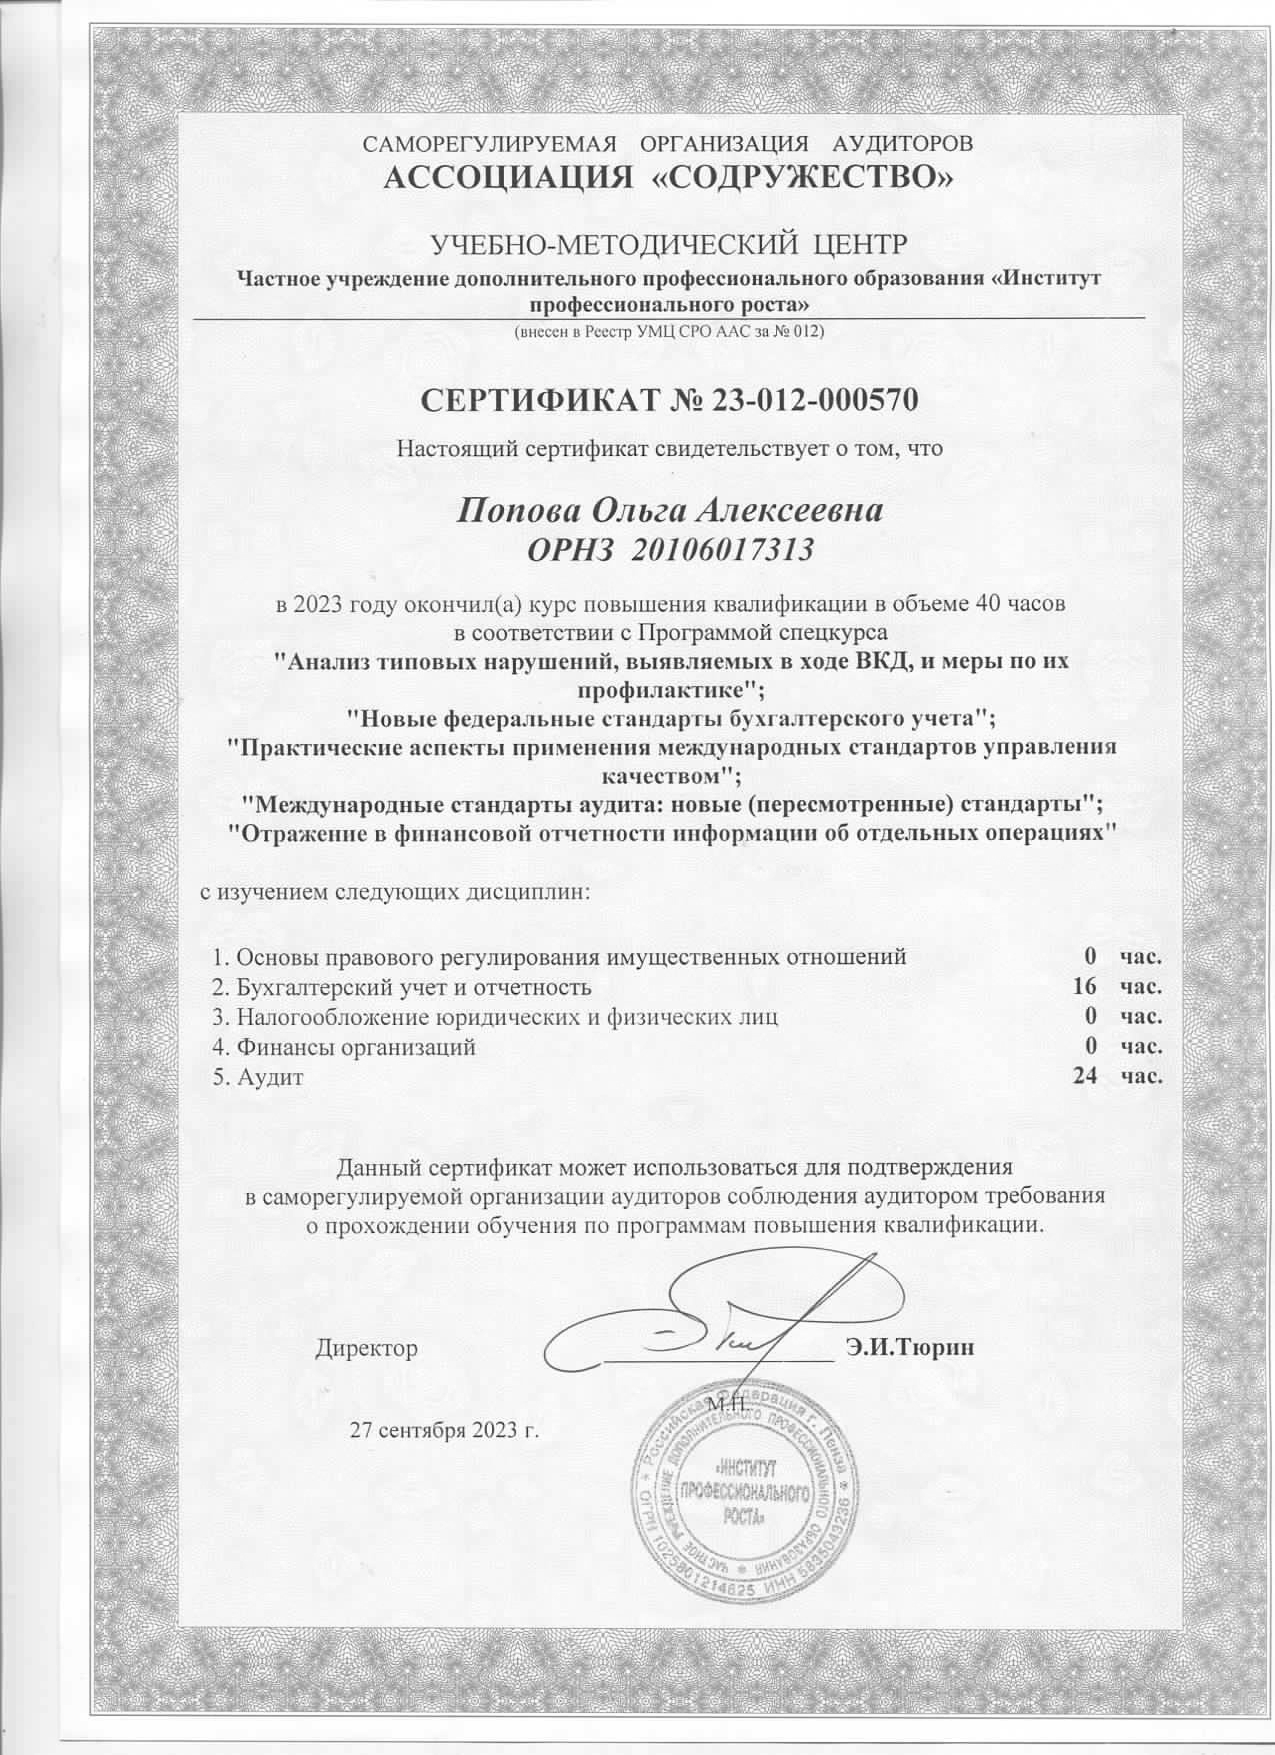 САМОРЕГУЛИРУЕМАЯ ОРГАНИЗАЦИЯ АУДИТОРОВ
АССОЦИАЦИЯ «СОДРУЖЕСТВО»
УЧЕБНО-МЕТОДИЧЕСКИЙ ЦЕНТР
Частное учреждение дополнительного профессионального образования «Институт
профессионального роста»
(внесен в Реестр УМЦ СРО ААС за № 012)
СЕРТИФИКАТ № 23-012-000570
Настоящий сертификат свидетельствует о том, что
Попова Ольга Алексеевна
ОРНЗ 20106017313
в 2023 году окончил(а) курс повышения квалификации в объеме 40 часов
в соответствии с Программой спецкурса
"Анализ типовых нарушений, выявляемых в ходе ВКД, и меры по их
профилактике";
"Новые федеральные стандарты бухгалтерского учета";
"Практические аспекты применения международных стандартов управления
качеством";
"Международные стандарты аудита: новые (пересмотренные) стандарты";
"Отражение в финансовой отчетности информации об отдельных операциях"
с изучением следующих дисциплин:
1. Основы правового регулирования имущественных отношений 0 час.
2. Бухгалтерский учет и отчетность 16 час.
3. Налогообложение юридических и физических лиц 0 час.
4. Финансы организаций 0 час.
5. Аудит 24 час.
Данный сертификат может использоваться для подтверждения
в саморегулируемой организации аудиторов соблюдения аудитором требования
о прохождении обучения по программам повышения квалификации.
Директор Э.И.Тюрин
М.П.
27 сентября 2023 г.
Российская Федерация г. Пенза * ИНН 5835043236 ОГРН 1025801214625 *
ЧАСТНОЕ УЧРЕЖДЕНИЕ ДОПОЛНИТЕЛЬНОГО ПРОФЕССИОНАЛЬНОГО ОБРАЗОВАНИЯ *
«ИНСТИТУТ
ПРОФЕССИОНАЛЬНОГО
РОСТА»